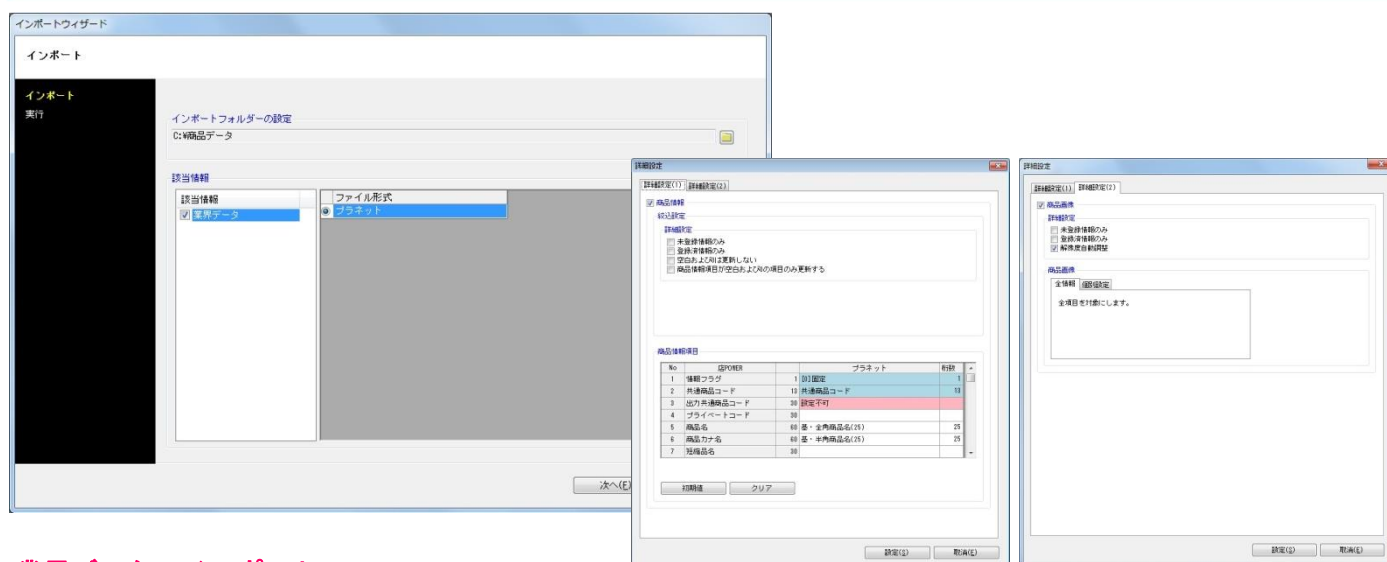 インポートウィザード
インポート
インポート
実行
インポートフォルダーの設定
C:¥商品データ
該当情報
該当情報
業界データ
ファイル形式
プラネット
次へ(F)
詳細設定
詳細設定(1) 詳細設定(2)
商品情報
絞込設定
詳細設定
未登録情報のみ
登録済情報のみ
空白および0は更新しない
商品情報項目が空白および0の項目のみ更新する
商品情報項目
No 店POWER プラネット 桁数
1 情報フラグ 1 [0]固定 1
2 共通商品コード 13 共通商品コード 13
3 出力共通商品コード 30 設定不可
4 プライベートコード 30
5 商品名 60 基・全角商品名(25) 25
6 商品カナ名 60 基・半角商品名(25) 25
7 短縮品名 30
初期値 クリア
設定(S) 取消(E)
詳細設定
詳細設定(1) 詳細設定(2)
商品画像
詳細設定
未登録情報のみ
登録済情報のみ
解像度自動調整
商品画像
全情報 個別設定
全項目を対象にします。
設定(S) 取消(E)